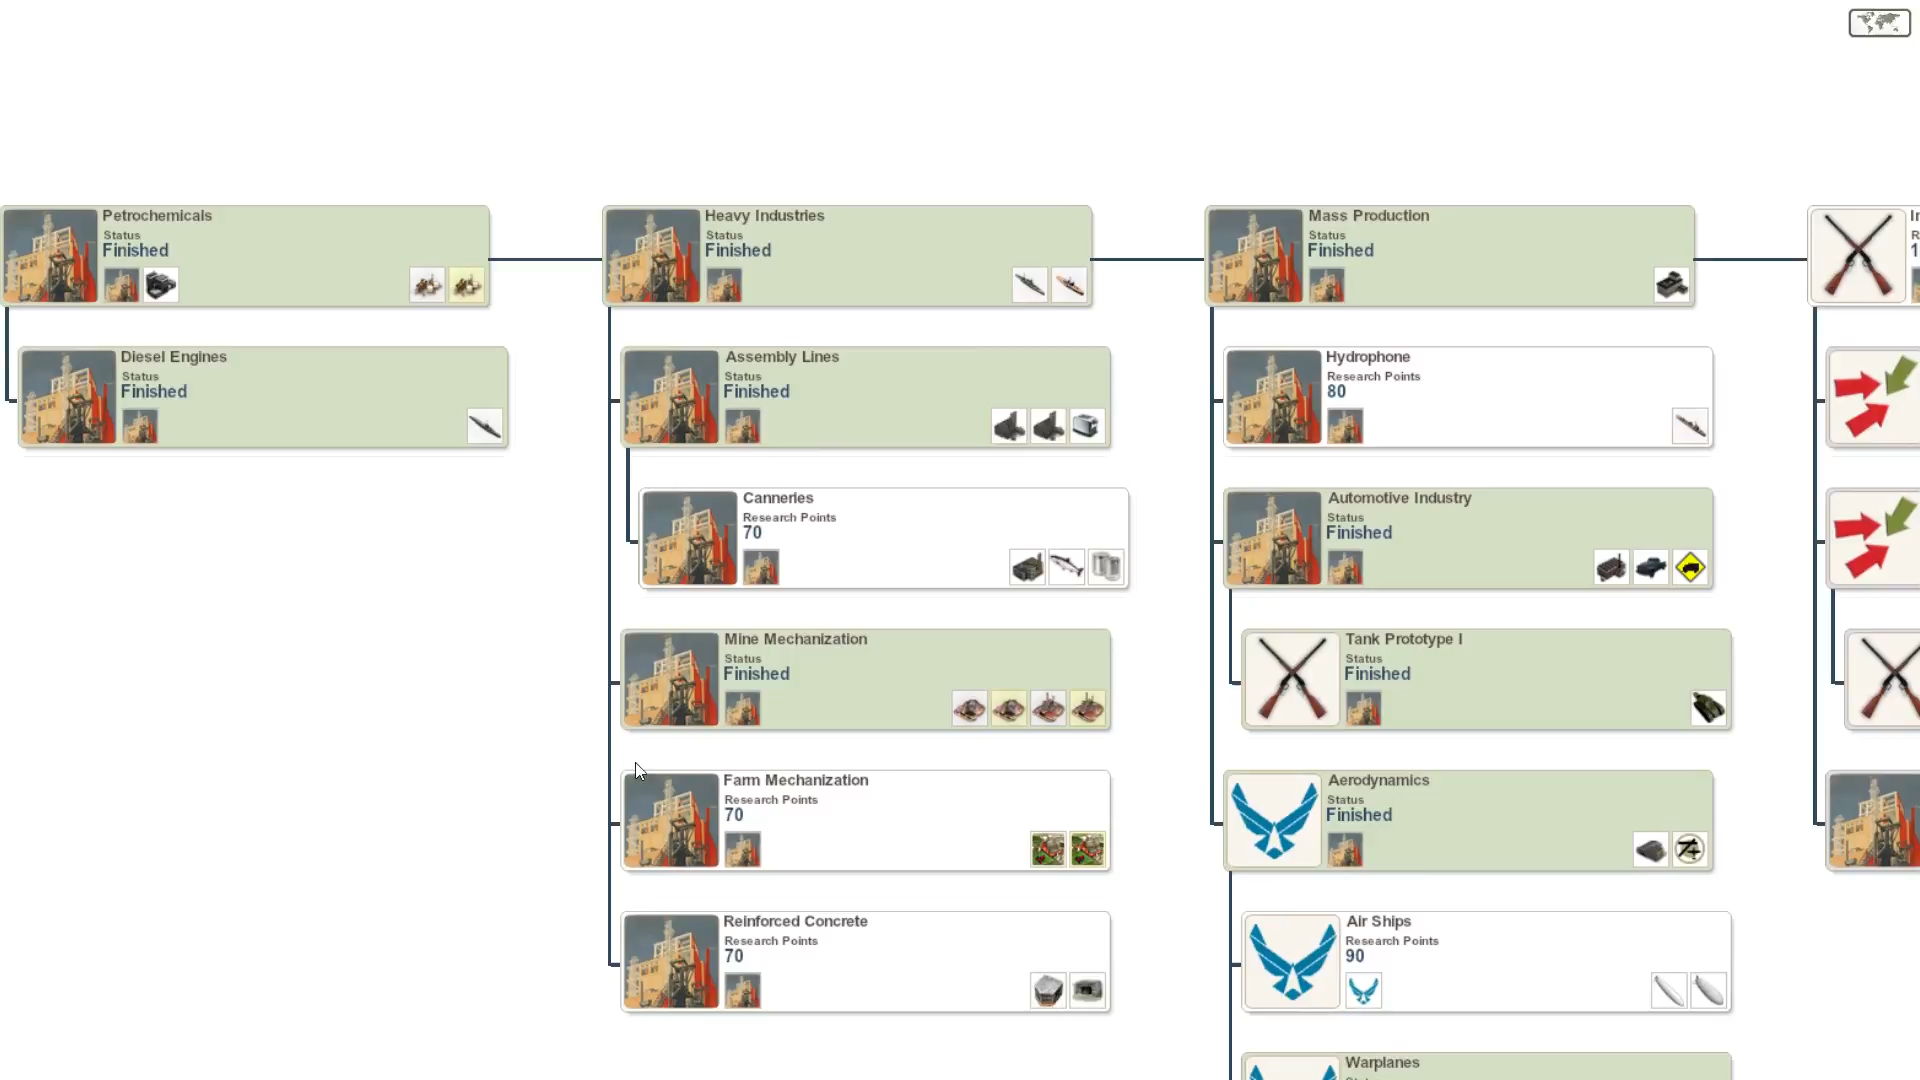 Petrochemicals
Status
Finished
Diesel Engines
Status
Finished
Heavy Industries
Status
Finished
Assembly Lines
Status
Finished
Canneries
Research Points
70
Mine Mechanization
Status
Finished
Farm Mechanization
Research Points
70
Reinforced Concrete
Research Points
70
Mass Production
Status
Finished
Hydrophone
Research Points
80
Automotive Industry
Status
Finished
Tank Prototype I
Status
Finished
Aerodynamics
Status
Finished
Air Ships
Research Points
90
Warplanes